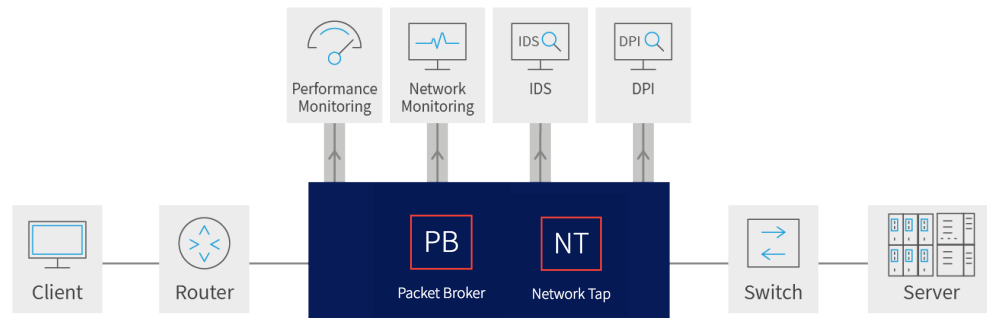 IDS
DPI
Performance
Monitoring
Network
Monitoring
IDS
DPI
PB
NT
Packet Broker
Network Tap
Client
Router
Switch
Server